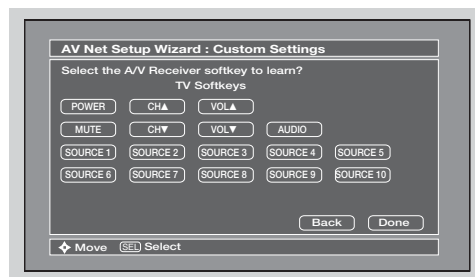 AV Net Setup Wizard : Custom Settings
Select the A/V Receiver softkey to learn?
TV Softkeys
POWER CH▲ VOL▲
MUTE CH▼ VOL▼ AUDIO
SOURCE 1 SOURCE 2 SOURCE 3 SOURCE 4 SOURCE 5
SOURCE 6 SOURCE 7 SOURCE 8 SOURCE 9 SOURCE 10
Back Done
Move SEL Select